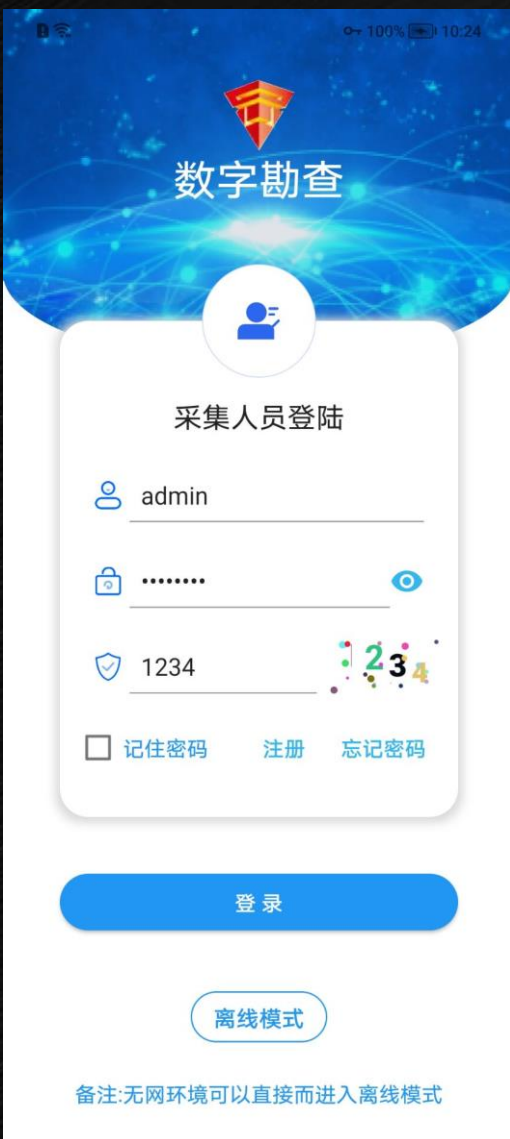 100% 10:24
数字勘查
采集人员登陆
admin
••••••••
1234 1234
记住密码 注册 忘记密码
登录
离线模式
备注:无网环境可以直接而进入离线模式